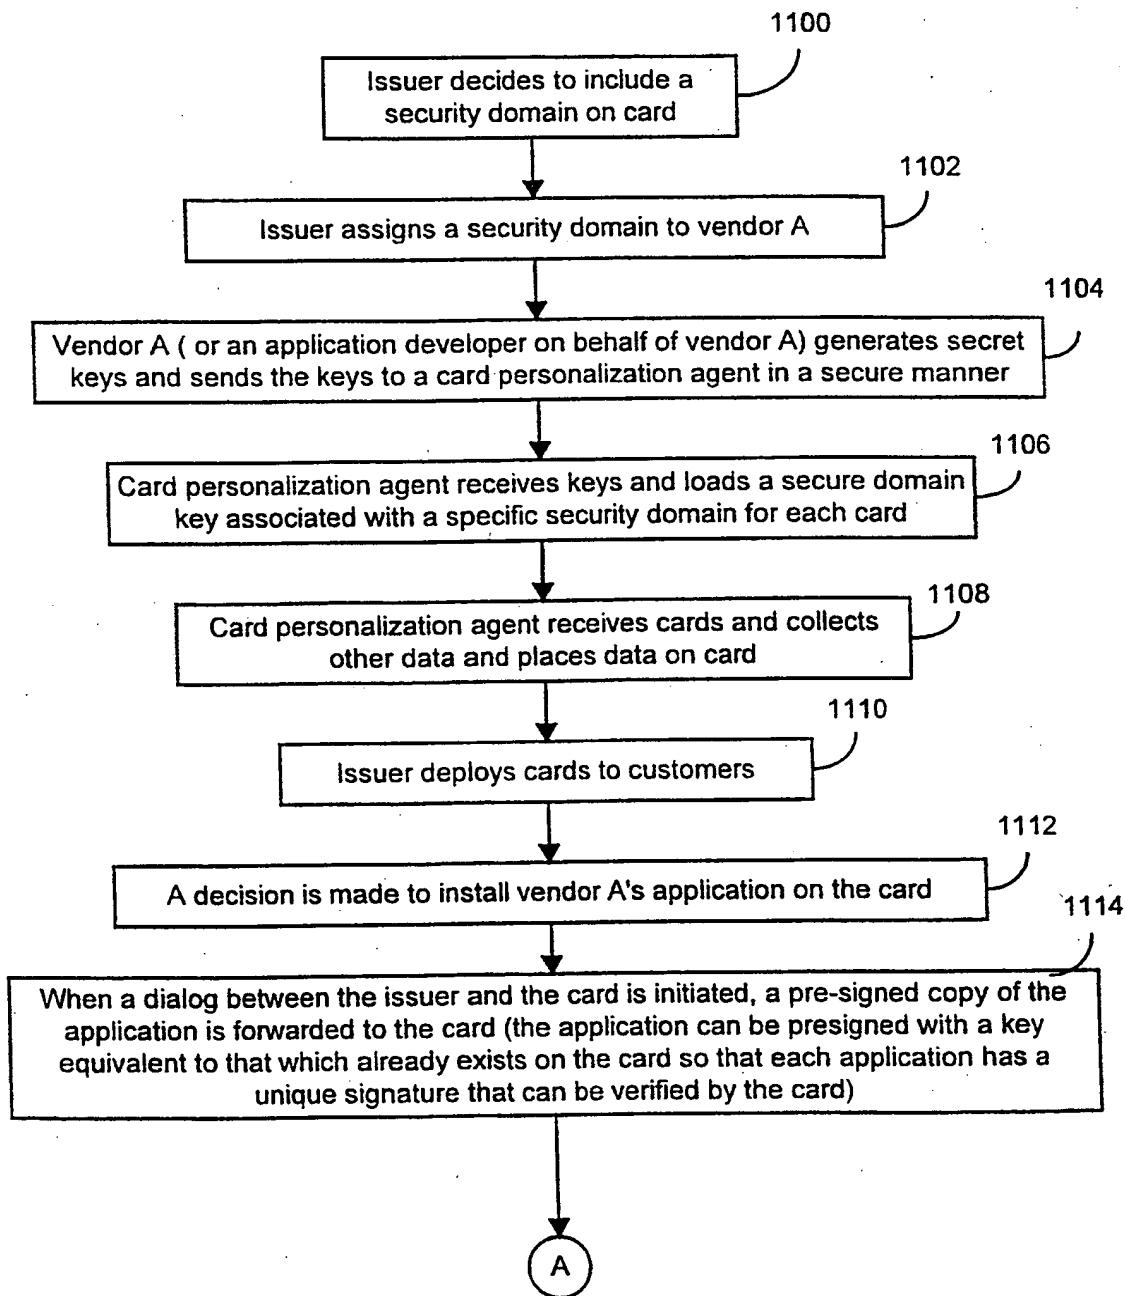 1100
Issuer decides to include a
security domain on card
1102
Issuer assigns a security domain to vendor A
1104
Vendor A ( or an application developer on behalf of vendor A) generates secret
keys and sends the keys to a card personalization agent in a secure manner
1106
Card personalization agent receives keys and loads a secure domain
key associated with a specific security domain for each card
1108
Card personalization agent receives cards and collects
other data and places data on card
1110
Issuer deploys cards to customers
1112
A decision is made to install vendor A's application on the card
1114
When a dialog between the issuer and the card is initiated, a pre-signed copy of the
application is forwarded to the card (the application can be presigned with a key
equivalent to that which already exists on the card so that each application has a
unique signature that can be verified by the card)
A